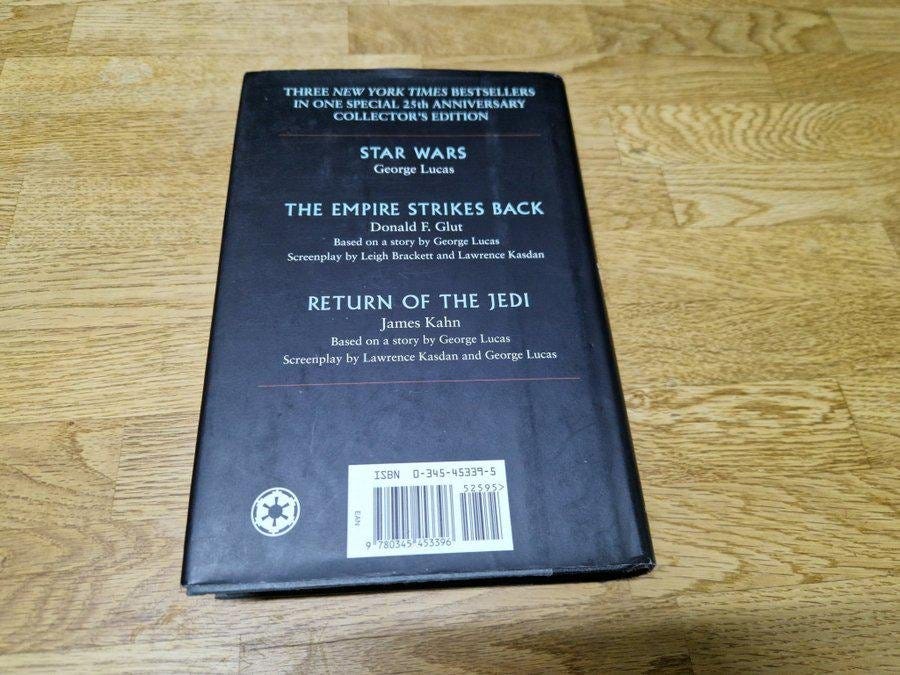 THREE NEW YORK TIMES BESTSELLERS
IN ONE SPECIAL 25th ANNIVERSARY
COLLECTOR'S EDITION
STAR WARS
George Lucas
THE EMPIRE STRIKES BACK
Donald F. Glut
Based on a story by George Lucas
Screenplay by Leigh Brackett and Lawrence Kasdan
RETURN OF THE JEDI
James Kahn
Based on a story by George Lucas
Screenplay by Lawrence Kasdan and George Lucas
ISBN 0-345-45339-5
52595>
EAN
9 780345 453396